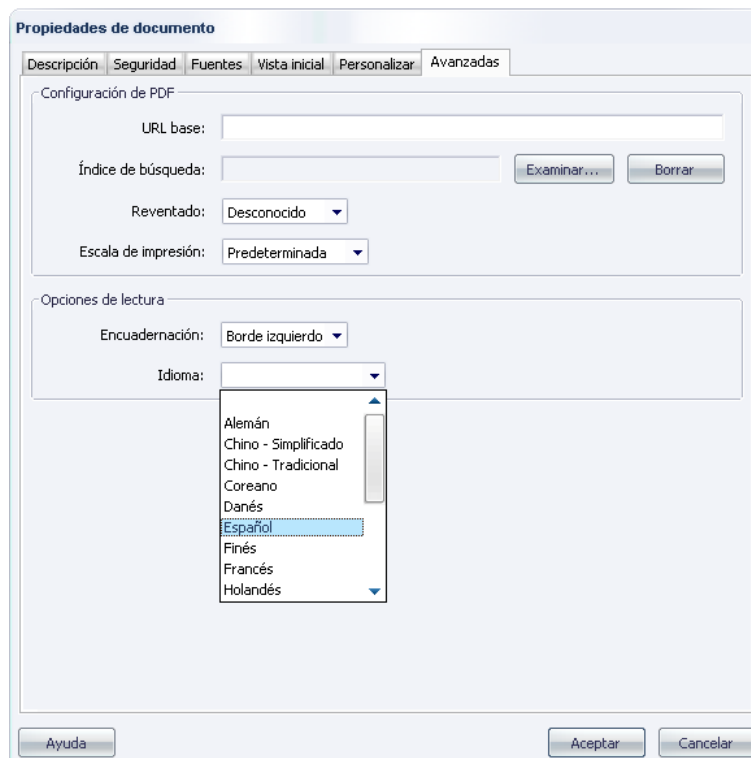 Propiedades de documento
Descripción Seguridad Fuentes Vista inicial Personalizar Avanzadas
Configuración de PDF
URL base:
Índice de búsqueda: Examinar... Borrar
Reventado: Desconocido
Escala de impresión: Predeterminada
Opciones de lectura
Encuadernación: Borde izquierdo
Idioma:
Alemán
Chino - Simplificado
Chino - Tradicional
Coreano
Danés
Español
Finés
Francés
Holandés
Ayuda Aceptar Cancelar